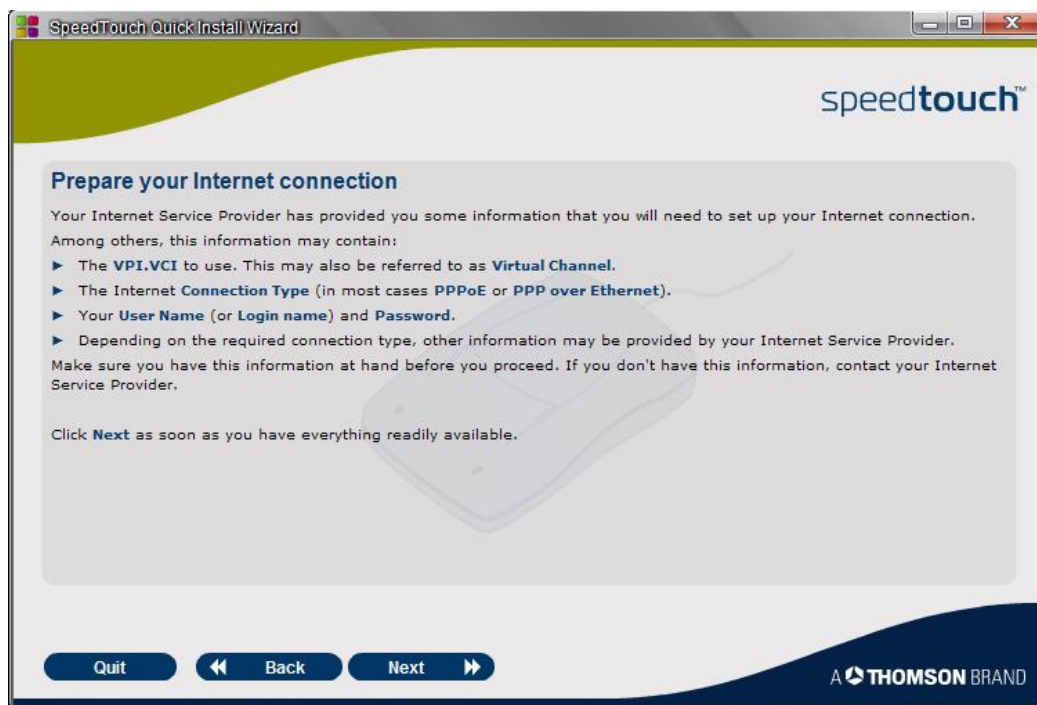 SpeedTouch Quick Install Wizard
speedtouch™
Prepare your Internet connection
Your Internet Service Provider has provided you some information that you will need to set up your Internet connection.
Among others, this information may contain:
► The VPI.VCI to use. This may also be referred to as Virtual Channel.
► The Internet Connection Type (in most cases PPPoE or PPP over Ethernet).
► Your User Name (or Login name) and Password.
► Depending on the required connection type, other information may be provided by your Internet Service Provider.
Make sure you have this information at hand before you proceed. If you don't have this information, contact your Internet
Service Provider.
Click Next as soon as you have everything readily available.
Quit
Back
Next
A THOMSON BRAND